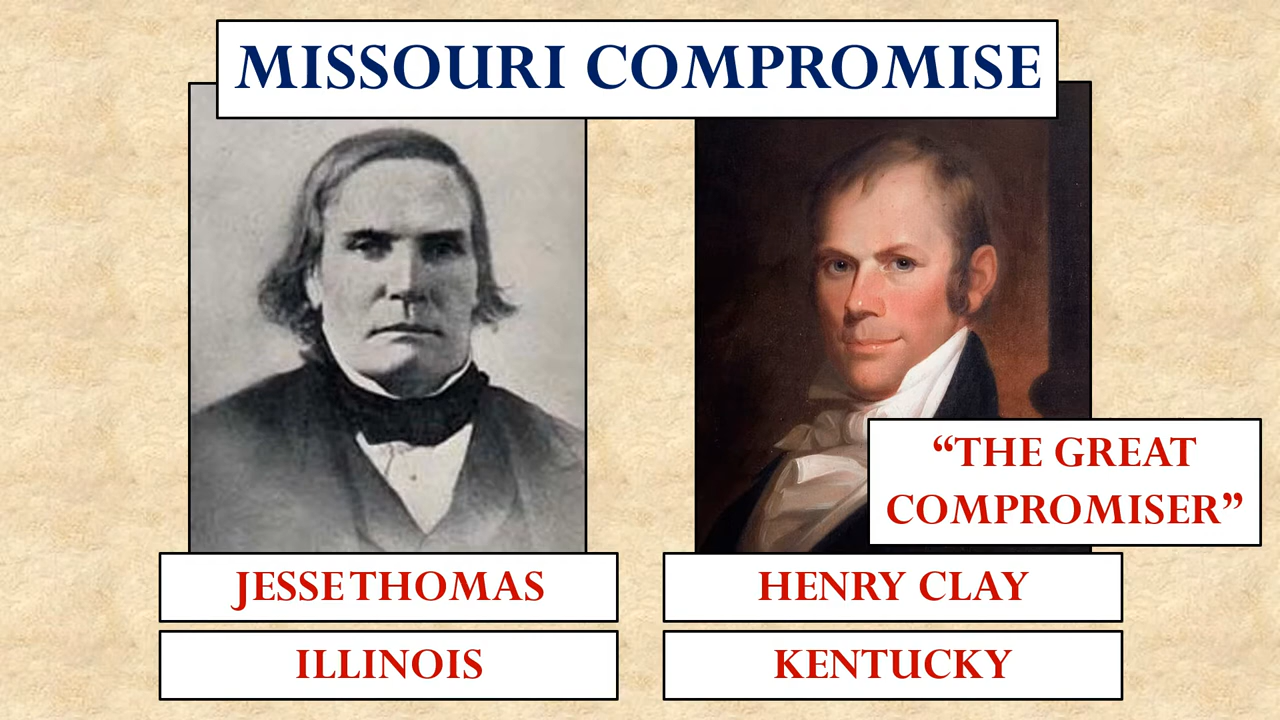 MISSOURI COMPROMISE
“THE GREAT
COMPROMISER”
JESSE THOMAS
HENRY CLAY
ILLINOIS
KENTUCKY